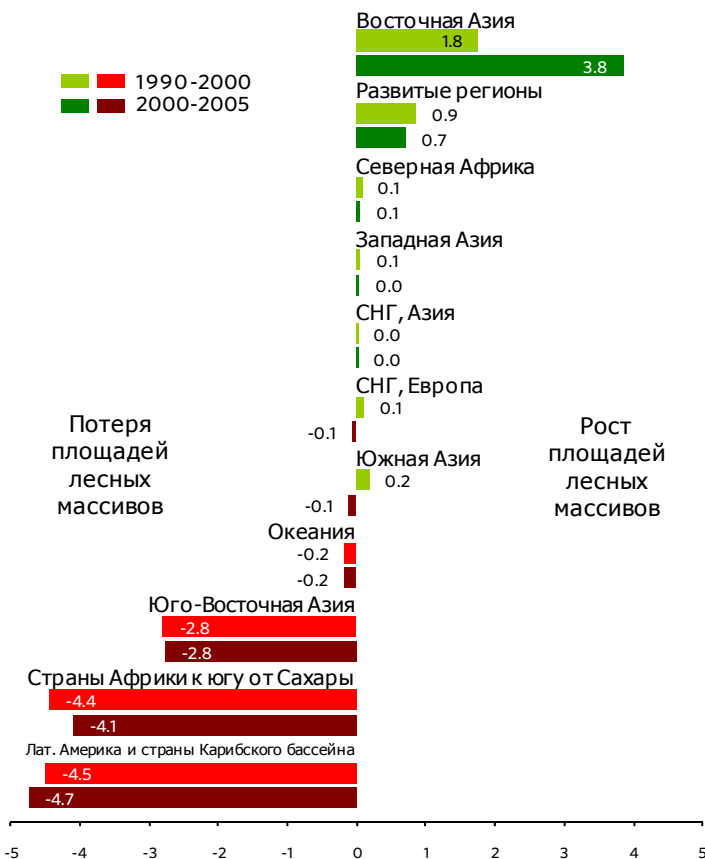 Восточная Азия
1.8
3.8
1990-2000
2000-2005
Развитые регионы
0.9
0.7
Северная Африка
0.1
0.1
Западная Азия
0.1
0.0
СНГ, Азия
0.0
0.0
СНГ, Европа
0.1
-0.1
Потеря
площадей
лесных
массивов
Рост
площадей
лесных
массивов
Южная Азия
0.2
-0.1
Океания
-0.2
-0.2
Юго-Восточная Азия
-2.8
-2.8
Страны Африки к югу от Сахары
-4.4
-4.1
Лат. Америка и страны Карибского бассейна
-4.5
-4.7
-5 -4 -3 -2 -1 0 1 2 3 4 5